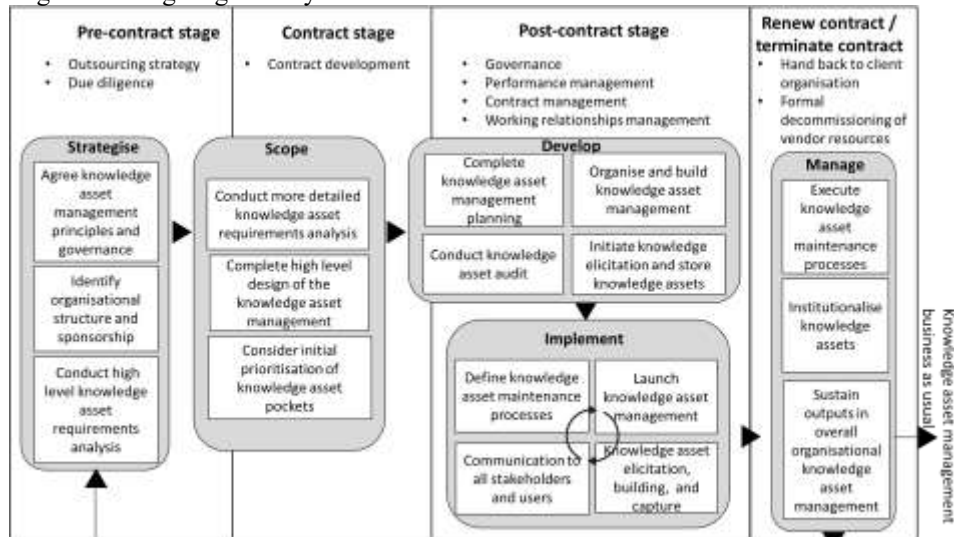 Pre-contract stage
• Outsourcing strategy
• Due diligence
Contract stage
• Contract development
Post-contract stage
• Governance
• Performance management
• Contract management
• Working relationships management
Renew contract /
terminate contract
• Hand back to client
organisation
• Formal
decommissioning of
vendor resources
Strategise
Agree knowledge
asset
management
principles and
governance
Identify
organisational
structure and
sponsorship
Conduct high
level knowledge
asset
requirements
analysis
Scope
Conduct more detailed
knowledge asset
requirements analysis
Complete high level
design of the
knowledge asset
management
Consider initial
prioritisation of
knowledge asset
pockets
Develop
Complete
knowledge asset
management
planning
Organise and build
knowledge asset
management
Conduct knowledge
asset audit
Initiate knowledge
elicitation and store
knowledge assets
Implement
Define knowledge
asset maintenance
processes
Launch
knowledge asset
management
Communication to
all stakeholders
and users
Knowledge asset
elicitation,
building, and
capture
Manage
Execute
knowledge
asset
maintenance
processes
Institutionalise
knowledge
assets
Sustain
outputs in
overall
organisational
knowledge
asset
management
Knowledge asset management
business as usual